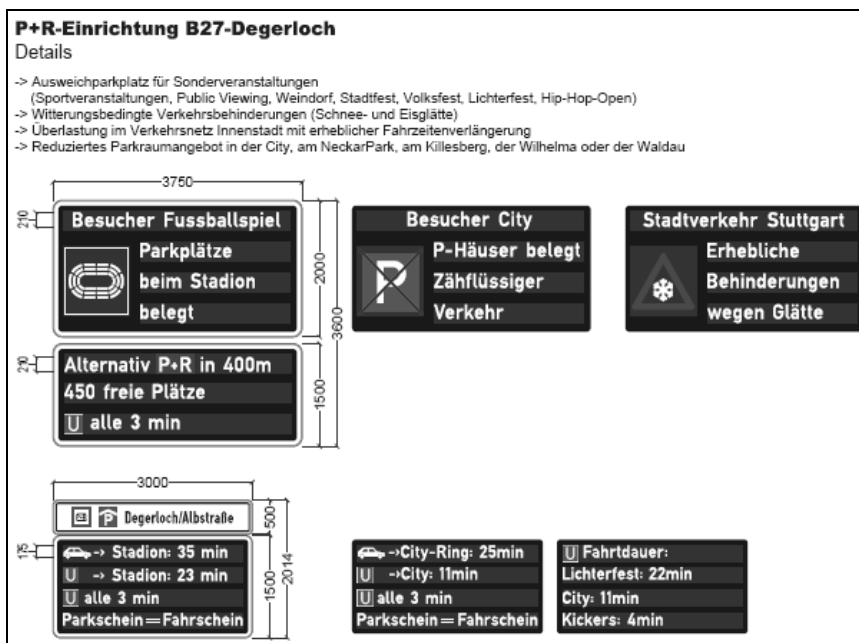 P+R-Einrichtung B27-Degerloch
Details
-> Ausweichparkplatz für Sonderveranstaltungen
(Sportveranstaltungen, Public Viewing, Weindorf, Stadtfest, Volksfest, Lichterfest, Hip-Hop-Open)
-> Witterungsbedingte Verkehrsbehinderungen (Schnee- und Eisglätte)
-> Überlastung im Verkehrsnetz Innenstadt mit erheblicher Fahrzeitenverlängerung
-> Reduziertes Parkraumangebot in der City, am NeckarPark, am Killesberg, der Wilhelma oder der Waldau
3750
210
Besucher Fussballspiel
Parkplätze
beim Stadion
belegt
2000
3600
Besucher City
P
P-Häuser belegt
Zähflüssiger
Verkehr
Stadtverkehr Stuttgart
Erhebliche
Behinderungen
wegen Glätte
210
Alternativ P+R in 400m
450 freie Plätze
U alle 3 min
1500
3000
P Degerloch/Albstraße
500
175
-> Stadion: 35 min
U -> Stadion: 23 min
U alle 3 min
Parkschein=Fahrschein
1500
2014
->City-Ring: 25min
U ->City: 11min
U alle 3 min
Parkschein=Fahrschein
U Fahrtdauer:
Lichterfest: 22min
City: 11min
Kickers: 4min